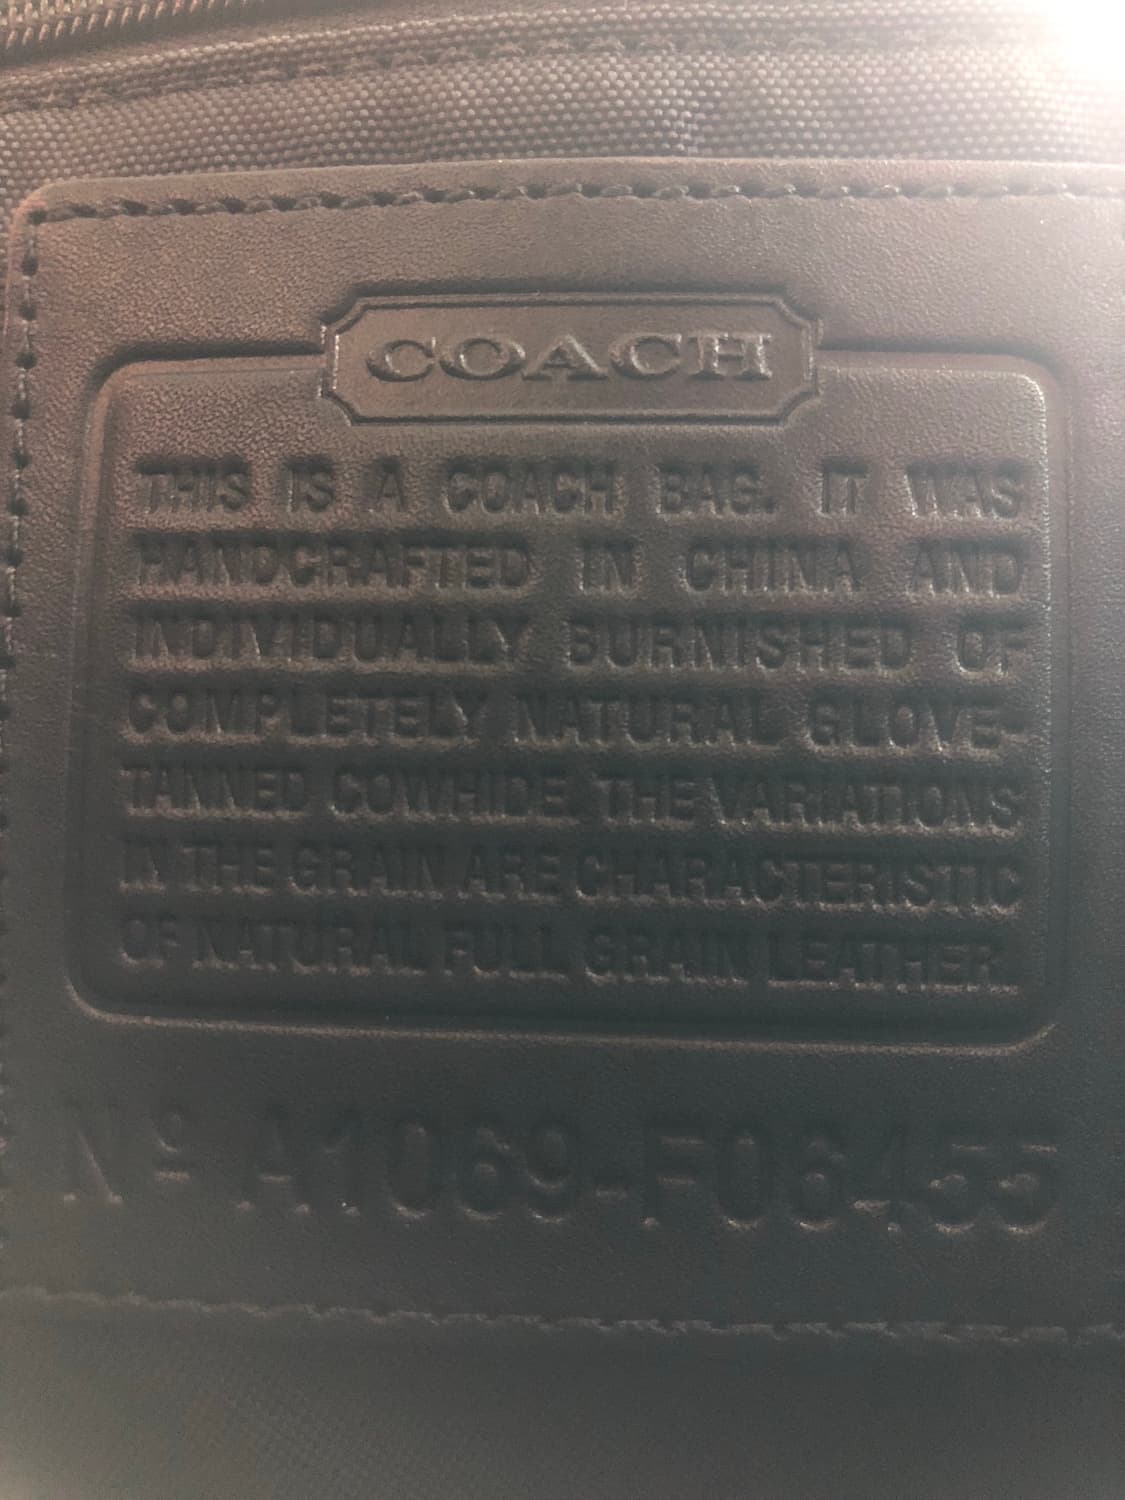 COACH
THIS IS A COACH BAG. IT WAS
HANDCRAFTED IN CHINA AND
INDIVIDUALLY BURNISHED OF
COMPLETELY NATURAL GLOVE-
TANNED COWHIDE. THE VARIATIONS
IN THE GRAIN ARE CHARACTERISTIC
OF NATURAL FULL GRAIN LEATHER.
Nº A1069-F06455